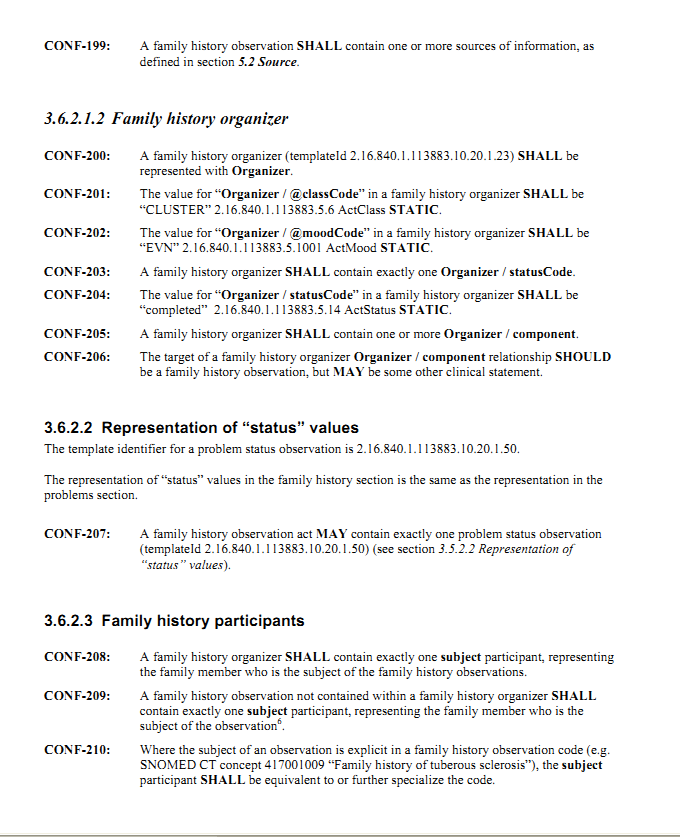 CONF-199: A family history observation SHALL contain one or more sources of information, as
defined in section 5.2 Source.
3.6.2.1.2 Family history organizer
CONF-200: A family history organizer (templateId 2.16.840.1.113883.10.20.1.23) SHALL be
represented with Organizer.
CONF-201: The value for “Organizer / @classCode” in a family history organizer SHALL be
“CLUSTER” 2.16.840.1.113883.5.6 ActClass STATIC.
CONF-202: The value for “Organizer / @moodCode” in a family history organizer SHALL be
“EVN” 2.16.840.1.113883.5.1001 ActMood STATIC.
CONF-203: A family history organizer SHALL contain exactly one Organizer / statusCode.
CONF-204: The value for “Organizer / statusCode” in a family history organizer SHALL be
“completed” 2.16.840.1.113883.5.14 ActStatus STATIC.
CONF-205: A family history organizer SHALL contain one or more Organizer / component.
CONF-206: The target of a family history organizer Organizer / component relationship SHOULD
be a family history observation, but MAY be some other clinical statement.
3.6.2.2 Representation of “status” values
The template identifier for a problem status observation is 2.16.840.1.113883.10.20.1.50.
The representation of “status” values in the family history section is the same as the representation in the
problems section.
CONF-207: A family history observation act MAY contain exactly one problem status observation
(templateId 2.16.840.1.113883.10.20.1.50) (see section 3.5.2.2 Representation of
“status” values).
3.6.2.3 Family history participants
CONF-208: A family history organizer SHALL contain exactly one subject participant, representing
the family member who is the subject of the family history observations.
CONF-209: A family history observation not contained within a family history organizer SHALL
contain exactly one subject participant, representing the family member who is the
subject of the observation6.
CONF-210: Where the subject of an observation is explicit in a family history observation code (e.g.
SNOMED CT concept 417001009 “Family history of tuberous sclerosis”), the subject
participant SHALL be equivalent to or further specialize the code.